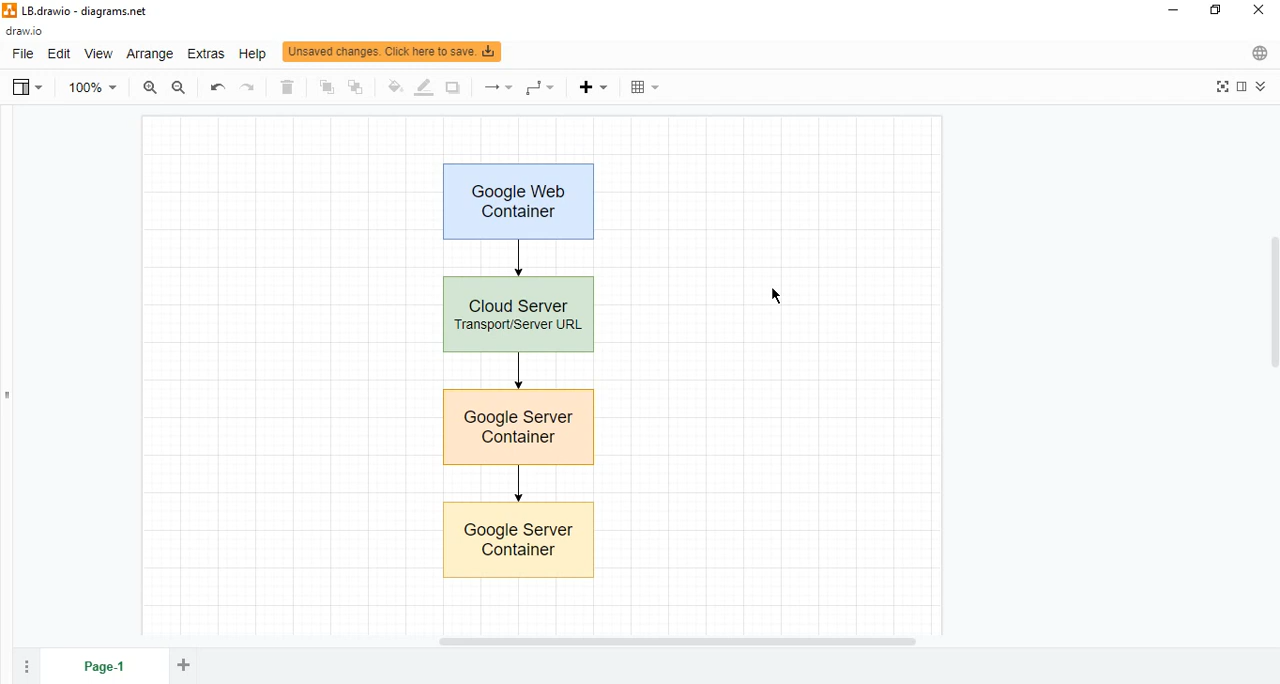 LB.drawio - diagrams.net
draw.io
File Edit View Arrange Extras Help Unsaved changes. Click here to save.
100%
Google Web
Container
Cloud Server
Transport/Server URL
Google Server
Container
Google Server
Container
Page-1